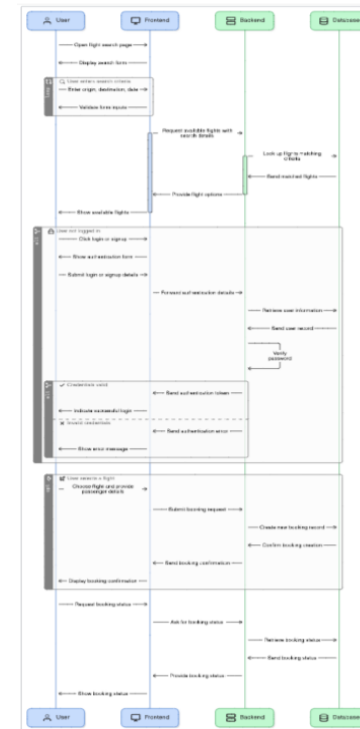 User
Frontend
Backend
Database
Open flight search page
Display search form
User enters search criteria
Enter origin, destination, date
Validate form inputs
Request available flights with
search details
Look up flights matching
criteria
Send matched flights
Provide flight options
Show available flights
User not logged in
Click login or signup
Show authentication form
Submit login or signup details
Forward authentication details
Retrieve user information
Send user record
Verify
password
Credentials valid
Send authentication token
Indicate successful login
Invalid credentials
Send authentication error
Show error message
User selects a flight
Choose flight and provide
passenger details
Submit booking request
Create new booking record
Confirm booking creation
Send booking confirmation
Display booking confirmation
Request booking status
Ask for booking status
Retrieve booking status
Send booking status
Provide booking status
Show booking status
User
Frontend
Backend
Database